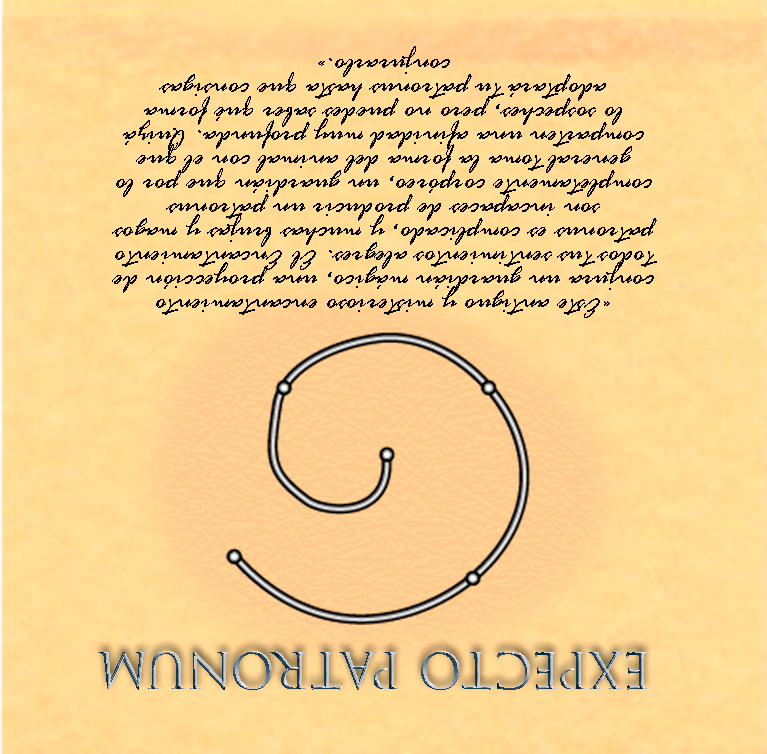 EXPECTO PATRONUM
«Este antiguo y misterioso encantamiento
conjura un guardián mágico, una proyección de
todos tus sentimientos alegres. El Encantamiento
patronus es complicado, y muchas brujas y magos
son incapaces de producir un patronus
completamente corpóreo, un guardián que por lo
general toma la forma del animal con el que
comparten una afinidad muy profunda. Quizá
lo sospeches, pero no puedes saber qué forma
adoptará tu patronus hasta que consigas
conjurarlo.»